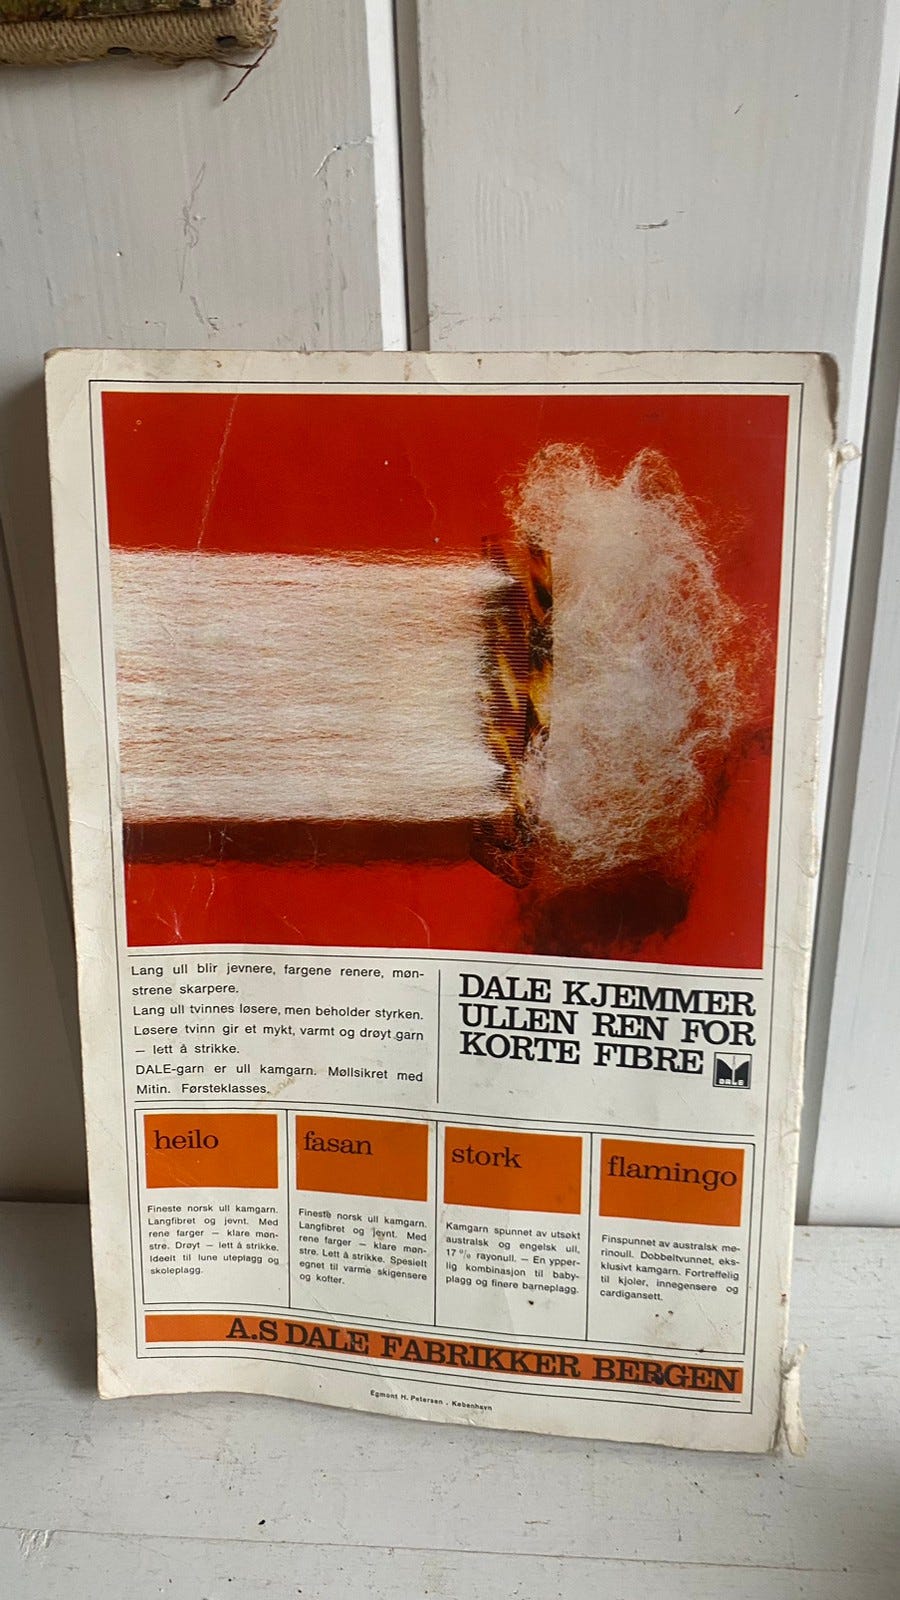 Lang ull blir jevnere, fargene renere, møn-
strene skarpere.
Lang ull tvinnes løsere, men beholder styrken.
Løsere tvinn gir et mykt, varmt og drøyt garn
— lett å strikke.
DALE-garn er ull kamgarn. Møllsikret med
Mitin. Førsteklasses.
DALE KJEMMER
ULLEN REN FOR
KORTE FIBRE
DALE
heilo
Fineste norsk ull kamgarn.
Langfibret og jevnt. Med
rene farger — klare møn-
stre. Drøyt — lett å strikke.
Ideelt til lune uteplagg og
skoleplagg.
fasan
Fineste norsk ull kamgarn.
Langfibret og jevnt. Med
rene farger — klare møn-
stre. Lett å strikke. Spesielt
egnet til varme skigensere
og kofter.
stork
Kamgarn spunnet av utsøkt
australsk og engelsk ull,
17 % rayonull. — En ypper-
lig kombinasjon til baby-
plagg og finere barneplagg.
flamingo
Finspunnet av australsk me-
rinoull. Dobbeltvunnet, eks-
klusivt kamgarn. Fortreffelig
til kjoler, innegensere og
cardigansett.
A.S DALE FABRIKKER BERGEN
Egmont H. Petersen . København